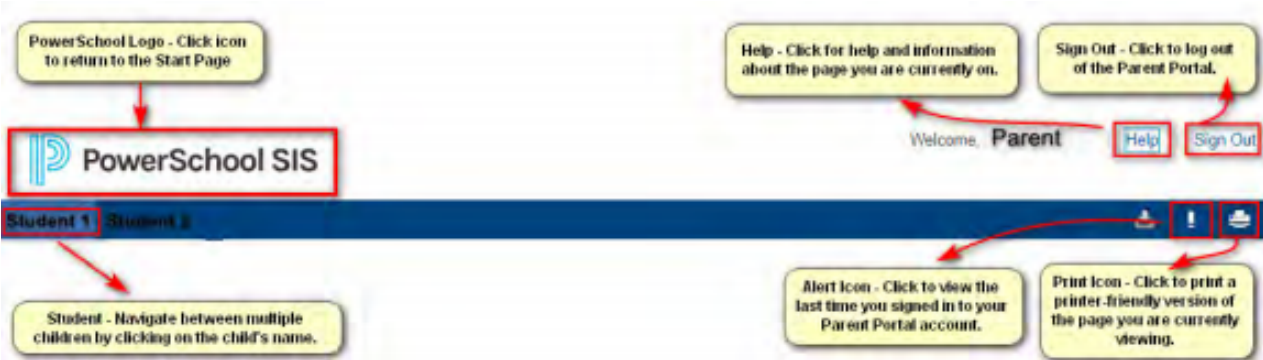 PowerSchool Logo - Click icon
to return to the Start Page
Help - Click for help and information
about the page you are currently on.
Sign Out - Click to log out
of the Parent Portal.
PowerSchool SIS
Welcome, Parent
Help
Sign Out
Student 1 Student 2
Student - Navigate between multiple
children by clicking on the child's name.
Alert Icon - Click to view the
last time you signed in to your
Parent Portal account.
Print Icon - Click to print a
printer-friendly version of
the page you are currently
viewing.